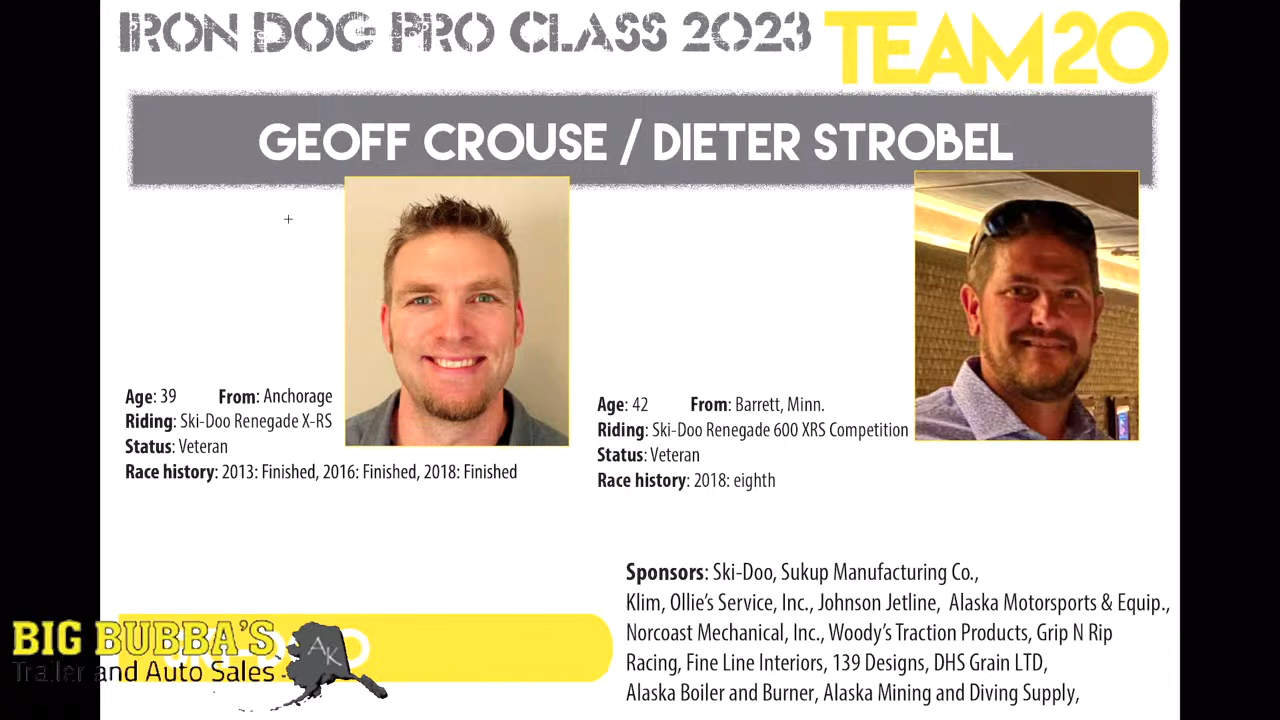 IRON DOG PRO CLASS 2023 TEAM 20
GEOFF CROUSE / DIETER STROBEL
Age: 39 From: Anchorage
Riding: Ski-Doo Renegade X-RS
Status: Veteran
Race history: 2013: Finished, 2016: Finished, 2018: Finished
Age: 42 From: Barrett, Minn.
Riding: Ski-Doo Renegade 600 XRS Competition
Status: Veteran
Race history: 2018: eighth
Sponsors: Ski-Doo, Sukup Manufacturing Co.,
Klim, Ollie's Service, Inc., Johnson Jetline, Alaska Motorsports & Equip.,
Norcoast Mechanical, Inc., Woody's Traction Products, Grip N Rip
Racing, Fine Line Interiors, 139 Designs, DHS Grain LTD,
Alaska Boiler and Burner, Alaska Mining and Diving Supply,
BIG BUBBA'S
Trailer and Auto Sales
AK